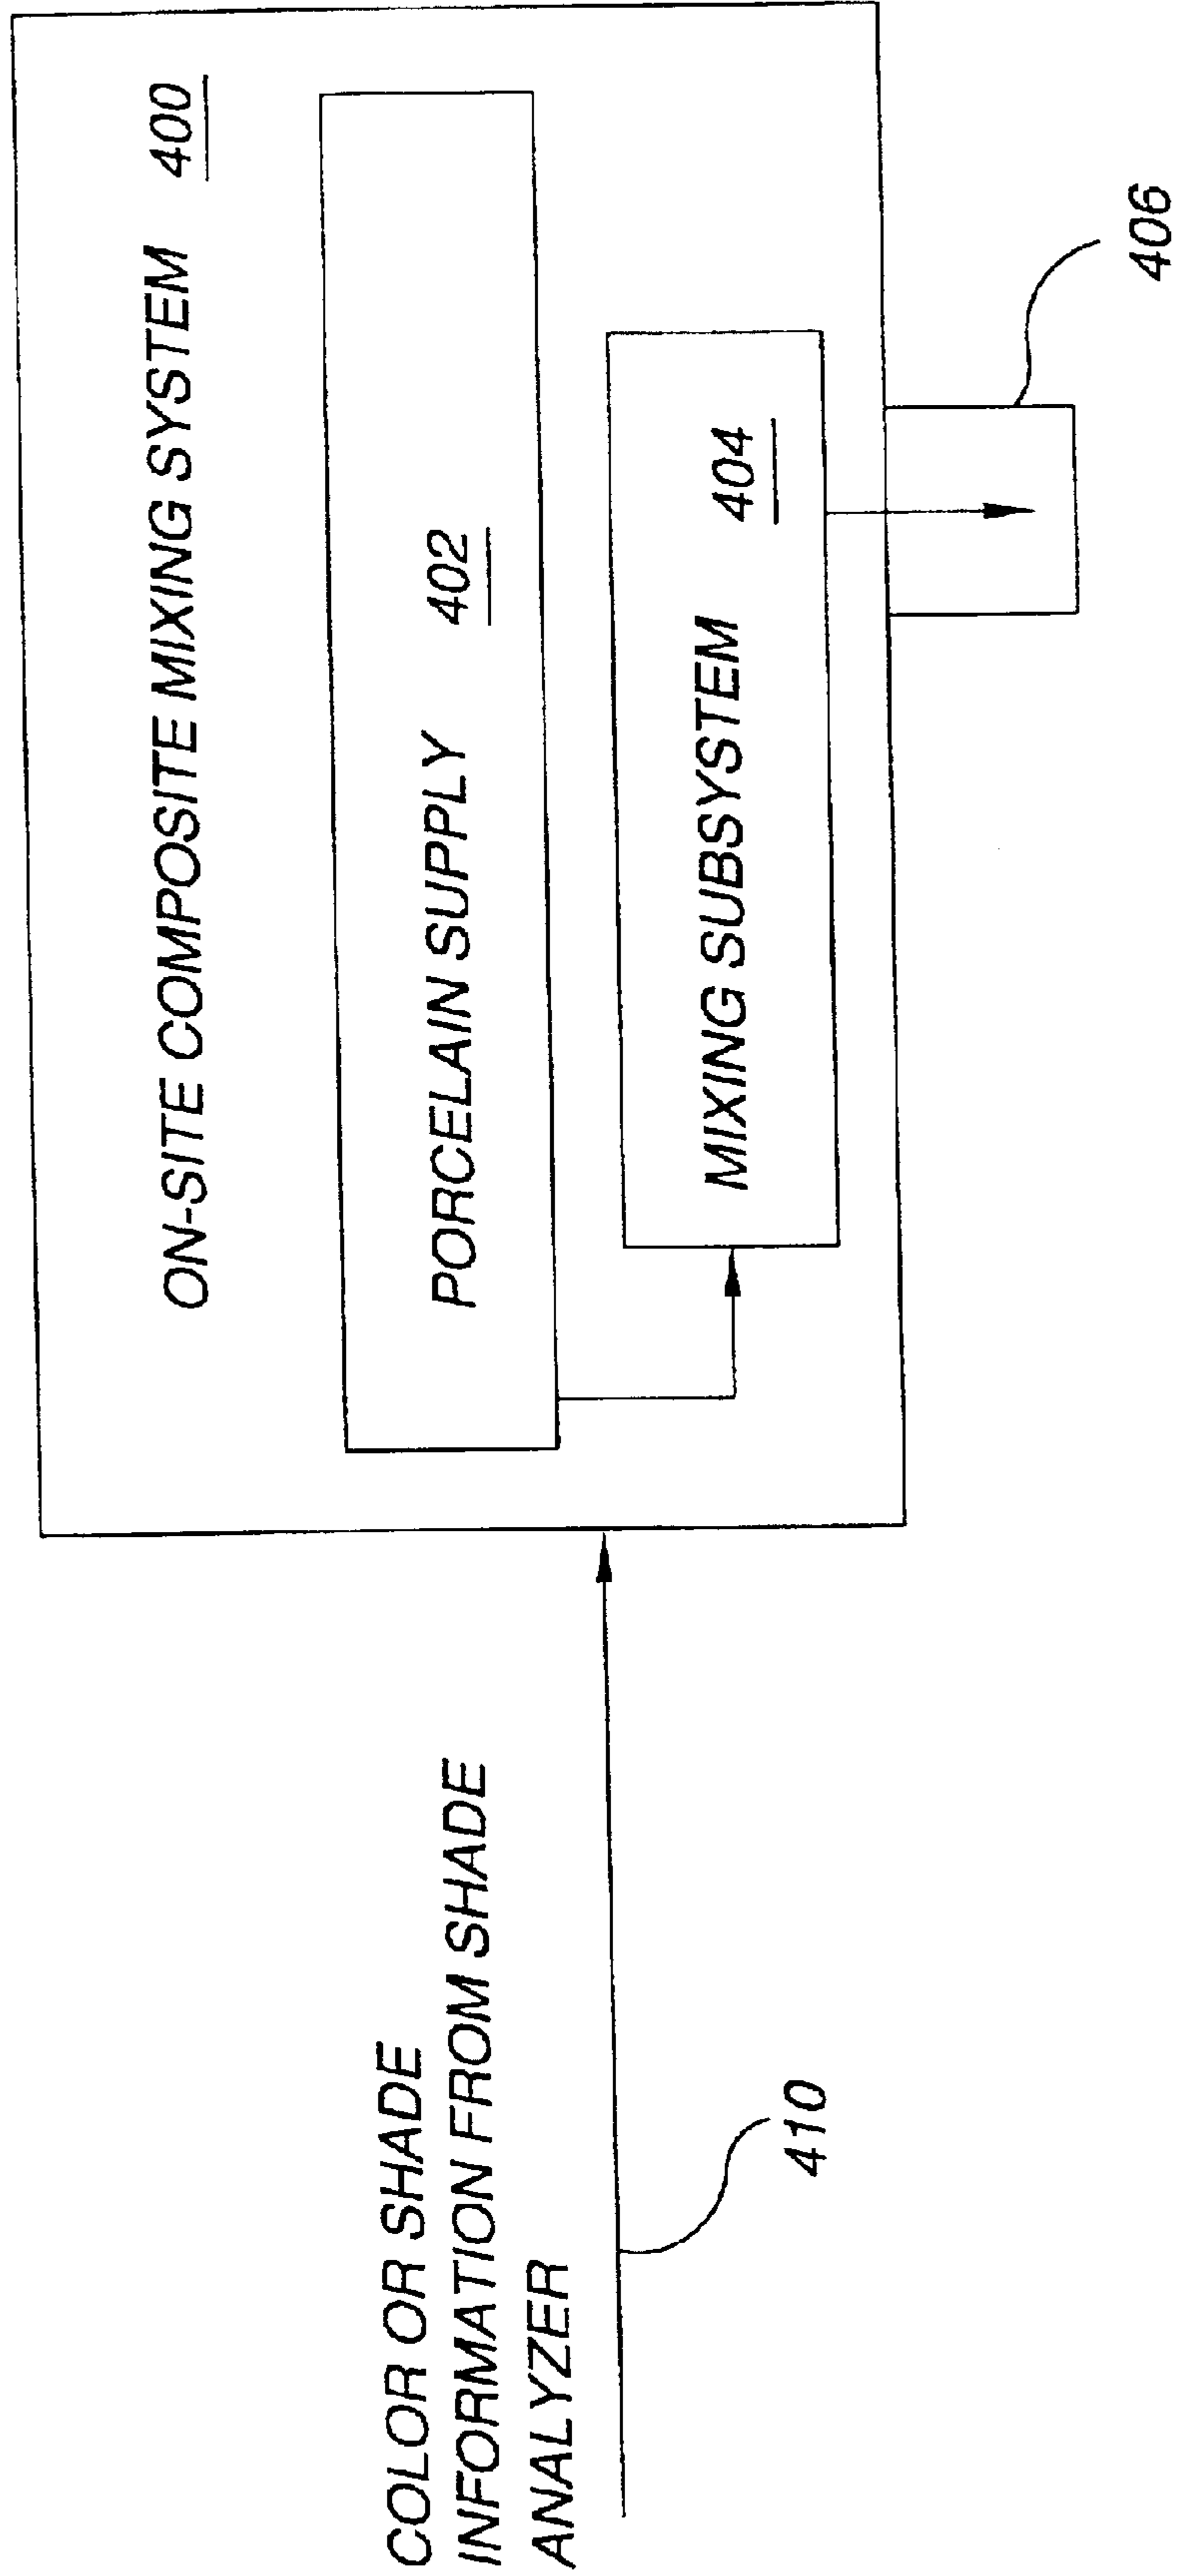 ON-SITE COMPOSITE MIXING SYSTEM 400
PORCELAIN SUPPLY 402
MIXING SUBSYSTEM 404
406
COLOR OR SHADE
INFORMATION FROM SHADE
ANALYZER
410